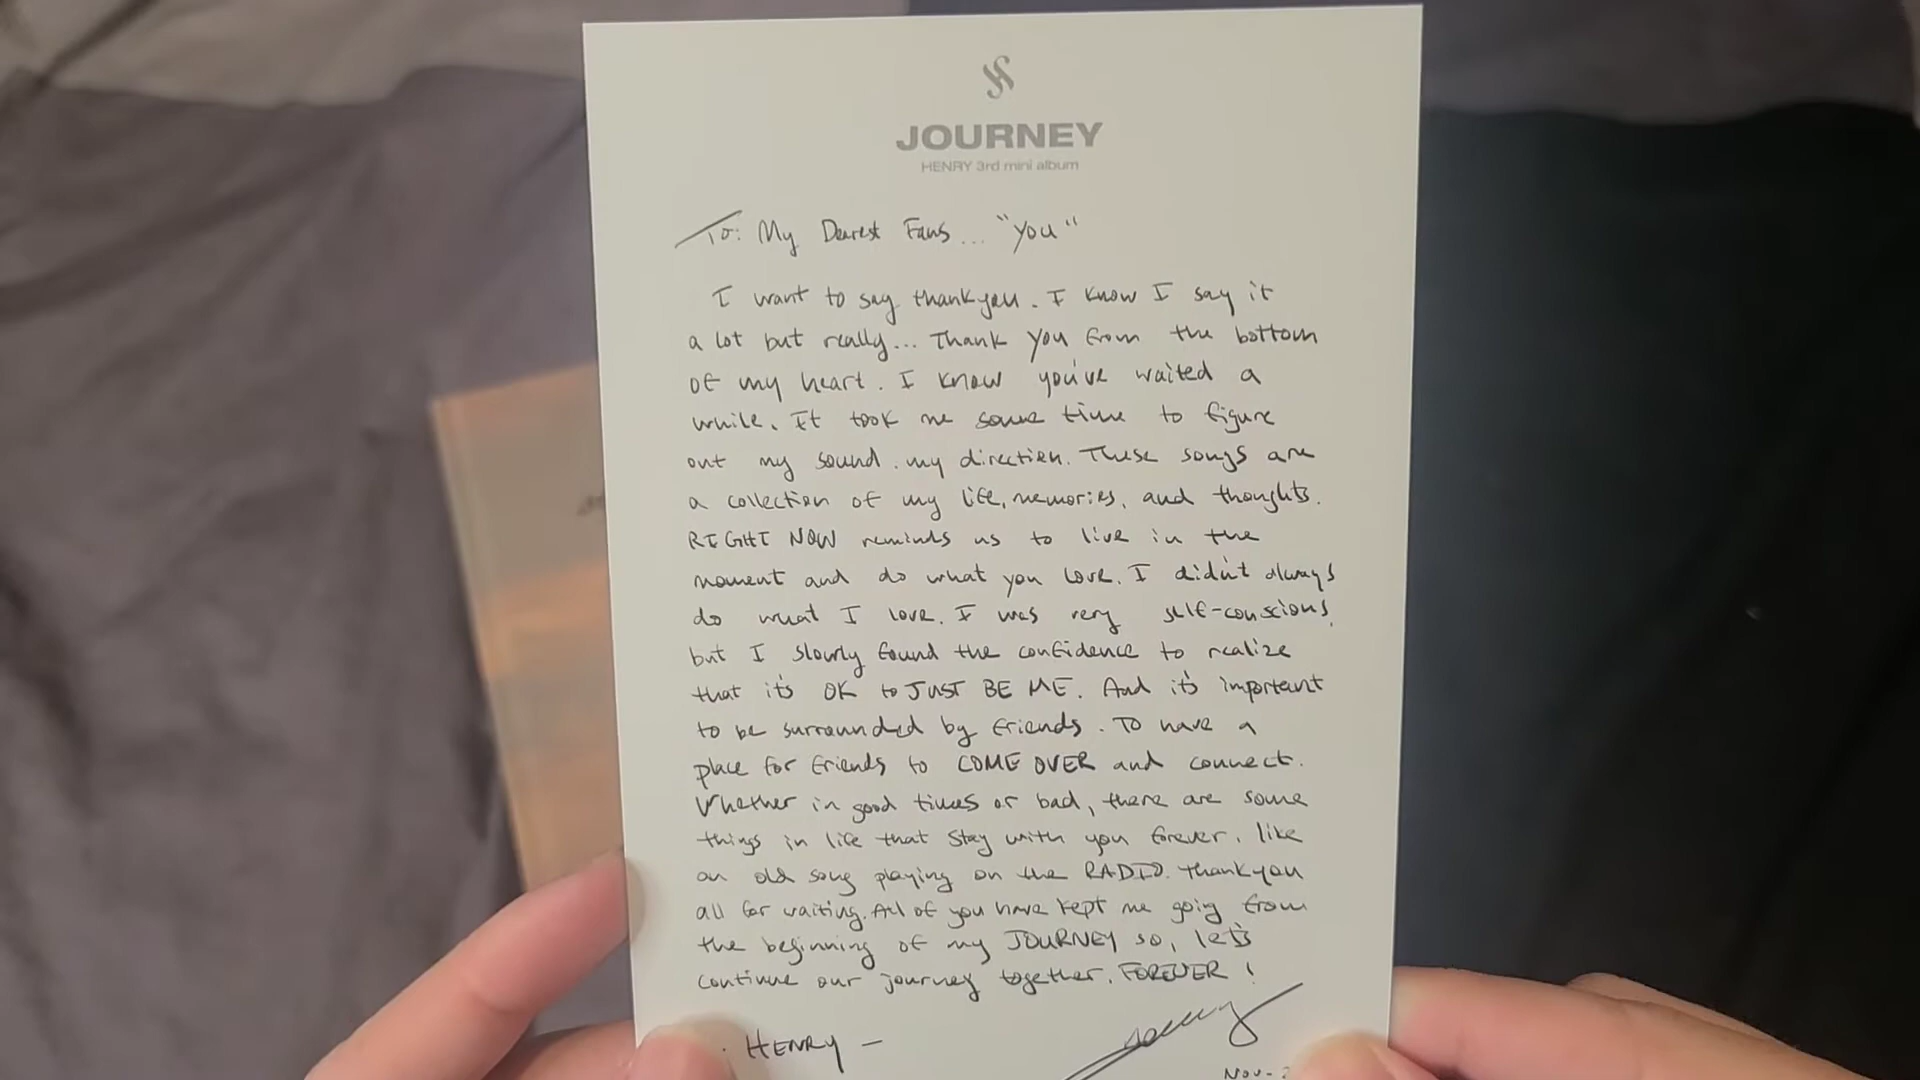 JOURNEY
HENRY 3rd mini album
To: My Dearest Fans... "You"
I want to say thankyou. I know I say it
a lot but really... Thank you from the bottom
of my heart. I know you've waited a
while. It took me some time to figure
out my sound. my direction. These songs are
a collection of my life, memories, and thoughts.
RIGHT NOW reminds us to live in the
moment and do what you love. I didn't always
do what I love. I was very self-conscious,
but I slowly found the confidence to realize
that it's OK to JUST BE ME. And it's important
to be surrounded by friends. To have a
place for friends to COME OVER and connect.
Whether in good times or bad, there are some
things in life that stay with you forever. like
an old song playing on the RADIO. thankyou
all for waiting. All of you have kept me going from
the beginning of my JOURNEY so, let's
continue our journey together. FOREVER!
HENRY -
Nov-